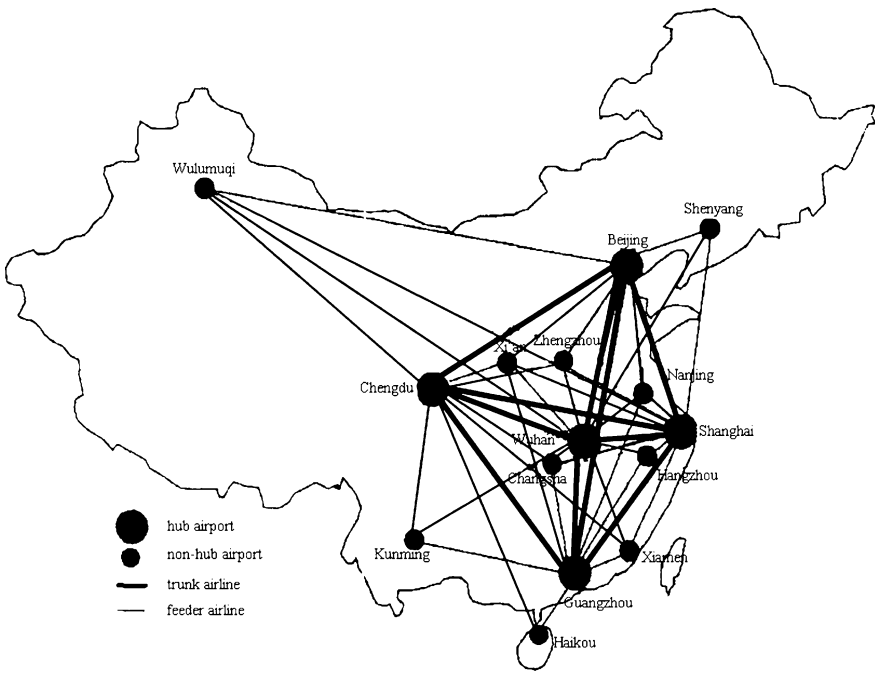 Wulumuqi
Shenyang
Beijing
Zhengzhou
Xi'an
Nanjing
Chengdu
Shanghai
Wuhan
Changsha
Hangzhou
hub airport
non-hub airport
Kunming
Xiamen
trunk airline
Guangzhou
feeder airline
Haikou